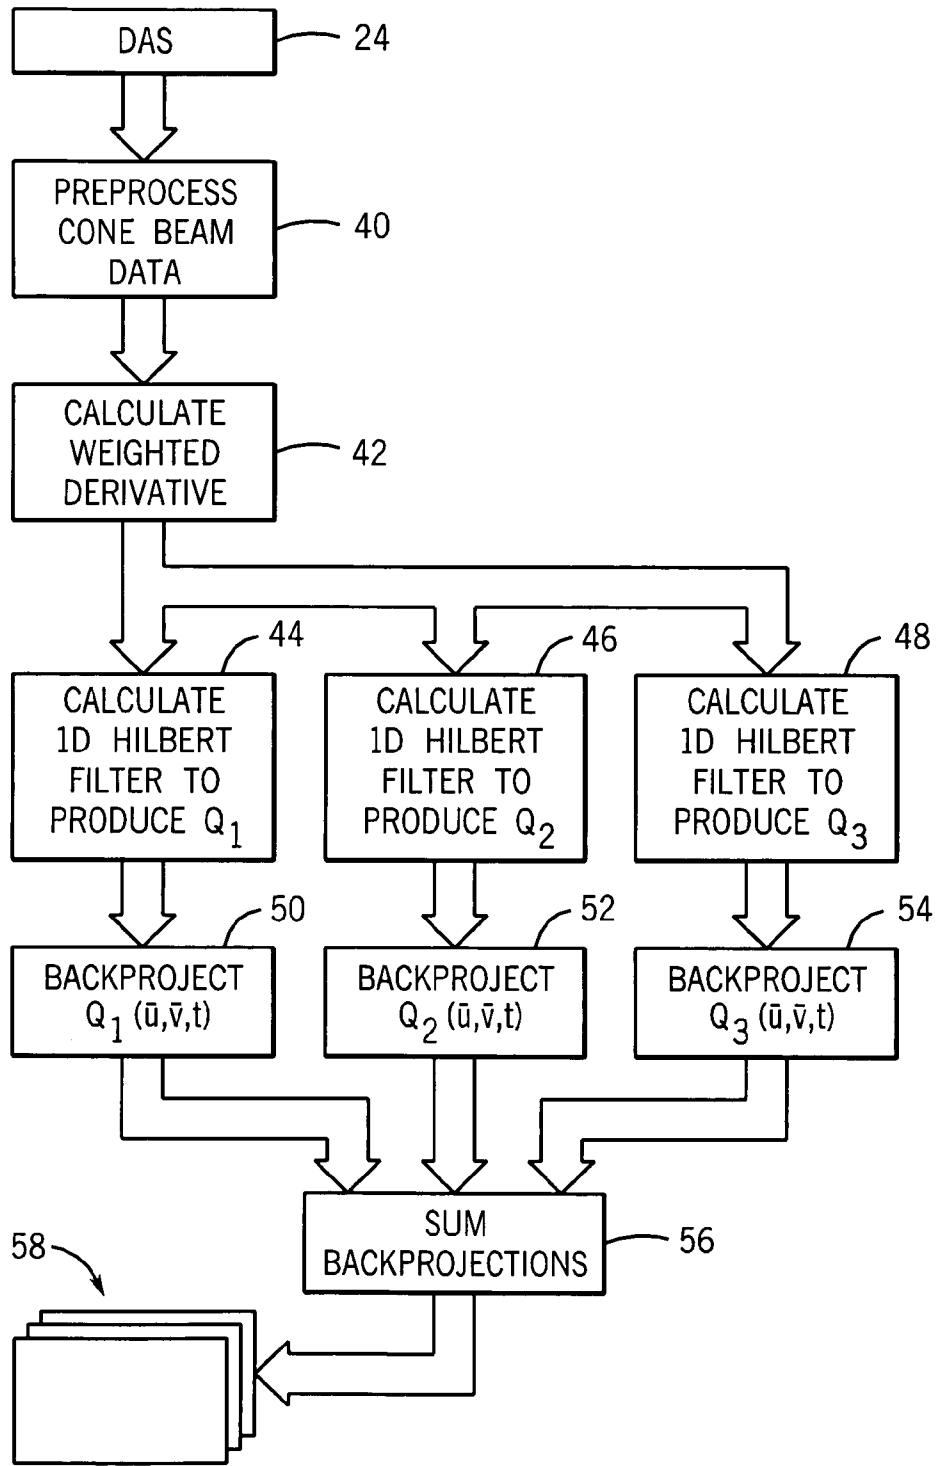 DAS
24
PREPROCESS
CONE BEAM
DATA
40
CALCULATE
WEIGHTED
DERIVATIVE
42
44
46
48
CALCULATE
1D HILBERT
FILTER TO
PRODUCE Q1
CALCULATE
1D HILBERT
FILTER TO
PRODUCE Q2
CALCULATE
1D HILBERT
FILTER TO
PRODUCE Q3
50
52
54
BACKPROJECT
Q1 (ū,v̄,t)
BACKPROJECT
Q2 (ū,v̄,t)
BACKPROJECT
Q3 (ū,v̄,t)
SUM
BACKPROJECTIONS
56
58